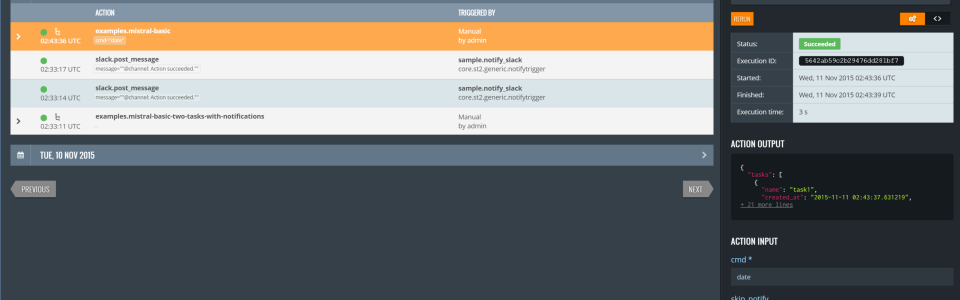 ACTION TRIGGERED BY
examples.mistral-basic Manual
02:43:36 UTC cmd="date" by admin
slack.post_message sample.notify_slack
02:33:17 UTC message=""@channel: Action succeeded."" core.st2.generic.notifytrigger
slack.post_message sample.notify_slack
02:33:14 UTC message=""@channel: Action succeeded."" core.st2.generic.notifytrigger
examples.mistral-basic-two-tasks-with-notifications Manual
02:33:11 UTC by admin
TUE, 10 NOV 2015
PREVIOUS NEXT
RERUN <>
Status: Succeeded
Execution ID: 5642ab59c2b29476dd281bf7
Started: Wed, 11 Nov 2015 02:43:36 UTC
Finished: Wed, 11 Nov 2015 02:43:39 UTC
Execution time: 3 s
ACTION OUTPUT
{
"tasks": [
{
"name": "task1",
"created_at": "2015-11-11 02:43:37.631219",
+ 21 more lines
ACTION INPUT
cmd *
date
skip_notify